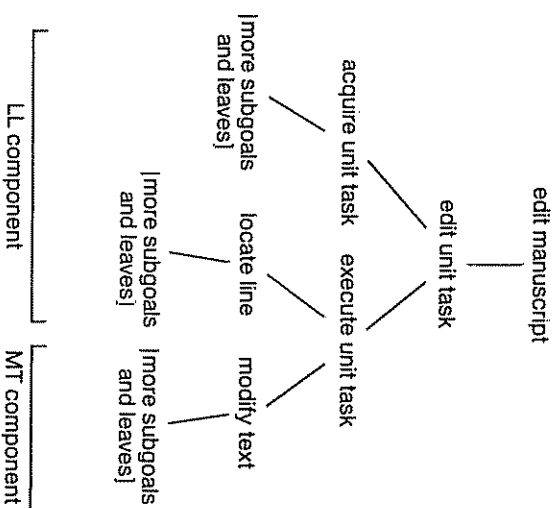 edit manuscript
edit unit task
acquire unit task
execute unit task
[more subgoals
and leaves]
locate line
modify text
[more subgoals
and leaves]
[more subgoals
and leaves]
LL component
MT component